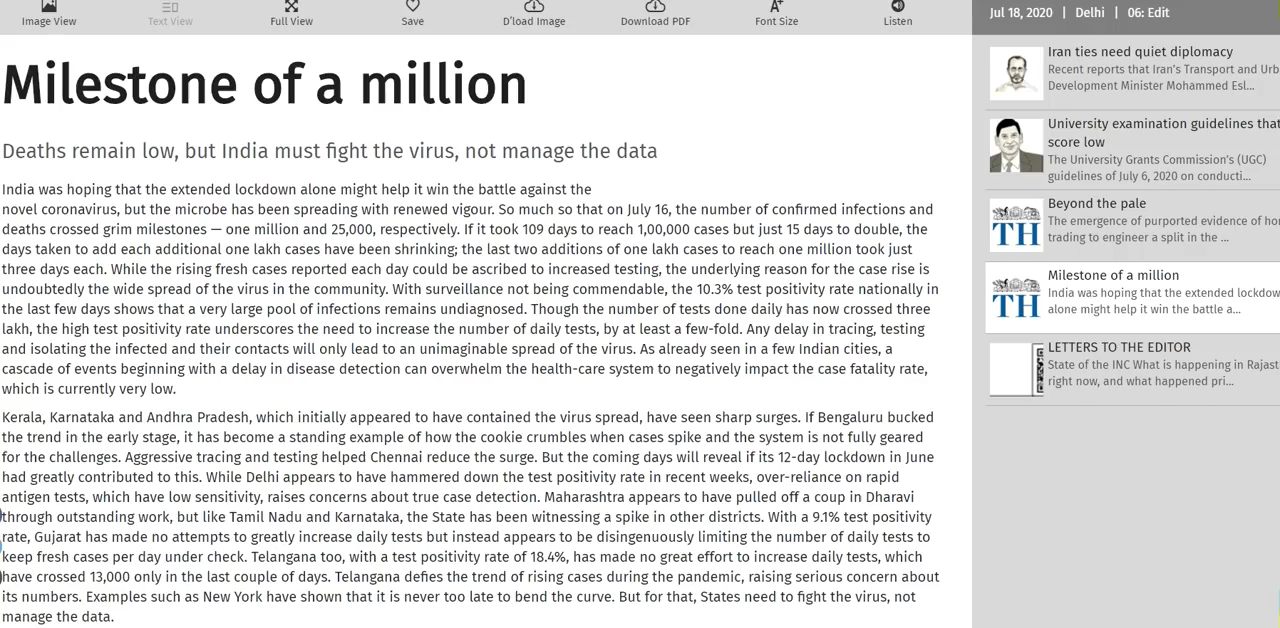 Image View
Text View
Full View
Save
D'load Image
Download PDF
Font Size
Listen
Jul 18, 2020 | Delhi | 06: Edit
Milestone of a million
Deaths remain low, but India must fight the virus, not manage the data
India was hoping that the extended lockdown alone might help it win the battle against the
novel coronavirus, but the microbe has been spreading with renewed vigour. So much so that on July 16, the number of confirmed infections and
deaths crossed grim milestones — one million and 25,000, respectively. If it took 109 days to reach 1,00,000 cases but just 15 days to double, the
days taken to add each additional one lakh cases have been shrinking; the last two additions of one lakh cases to reach one million took just
three days each. While the rising fresh cases reported each day could be ascribed to increased testing, the underlying reason for the case rise is
undoubtedly the wide spread of the virus in the community. With surveillance not being commendable, the 10.3% test positivity rate nationally in
the last few days shows that a very large pool of infections remains undiagnosed. Though the number of tests done daily has now crossed three
lakh, the high test positivity rate underscores the need to increase the number of daily tests, by at least a few-fold. Any delay in tracing, testing
and isolating the infected and their contacts will only lead to an unimaginable spread of the virus. As already seen in a few Indian cities, a
cascade of events beginning with a delay in disease detection can overwhelm the health-care system to negatively impact the case fatality rate,
which is currently very low.
Kerala, Karnataka and Andhra Pradesh, which initially appeared to have contained the virus spread, have seen sharp surges. If Bengaluru bucked
the trend in the early stage, it has become a standing example of how the cookie crumbles when cases spike and the system is not fully geared
for the challenges. Aggressive tracing and testing helped Chennai reduce the surge. But the coming days will reveal if its 12-day lockdown in June
had greatly contributed to this. While Delhi appears to have hammered down the test positivity rate in recent weeks, over-reliance on rapid
antigen tests, which have low sensitivity, raises concerns about true case detection. Maharashtra appears to have pulled off a coup in Dharavi
through outstanding work, but like Tamil Nadu and Karnataka, the State has been witnessing a spike in other districts. With a 9.1% test positivity
rate, Gujarat has made no attempts to greatly increase daily tests but instead appears to be disingenuously limiting the number of daily tests to
keep fresh cases per day under check. Telangana too, with a test positivity rate of 18.4%, has made no great effort to increase daily tests, which
have crossed 13,000 only in the last couple of days. Telangana defies the trend of rising cases during the pandemic, raising serious concern about
its numbers. Examples such as New York have shown that it is never too late to bend the curve. But for that, States need to fight the virus, not
manage the data.
Iran ties need quiet diplomacy
Recent reports that Iran's Transport and Urb
Development Minister Mohammed Esl...
University examination guidelines that
score low
The University Grants Commission's (UGC)
guidelines of July 6, 2020 on conducti...
Beyond the pale
The emergence of purported evidence of ho
trading to engineer a split in the ...
TH
Milestone of a million
India was hoping that the extended lockdow
alone might help it win the battle a...
TH
LETTERS TO THE EDITOR
State of the INC What is happening in Rajast
right now, and what happened pri...